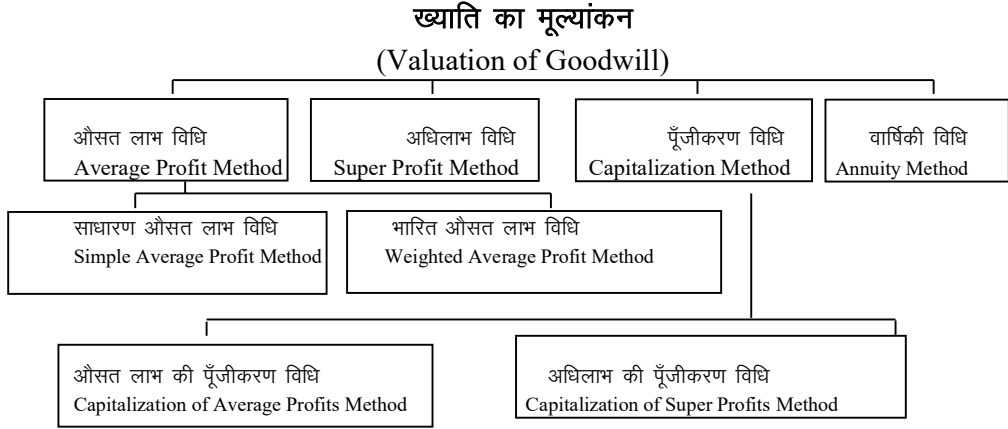 ख्याति का मूल्यांकन
(Valuation of Goodwill)
औसत लाभ विधि
Average Profit Method
अधिलाभ विधि
Super Profit Method
पूँजीकरण विधि
Capitalization Method
वार्षिकी विधि
Annuity Method
साधारण औसत लाभ विधि
Simple Average Profit Method
भारित औसत लाभ विधि
Weighted Average Profit Method
औसत लाभ की पूँजीकरण विधि
Capitalization of Average Profits Method
अधिलाभ की पूँजीकरण विधि
Capitalization of Super Profits Method